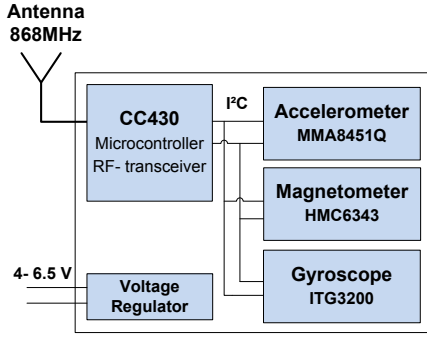 Antenna
868MHz
CC430
Microcontroller
RF- transceiver
I²C
Accelerometer
MMA8451Q
Magnetometer
HMC6343
Gyroscope
ITG3200
4- 6.5 V
Voltage
Regulator